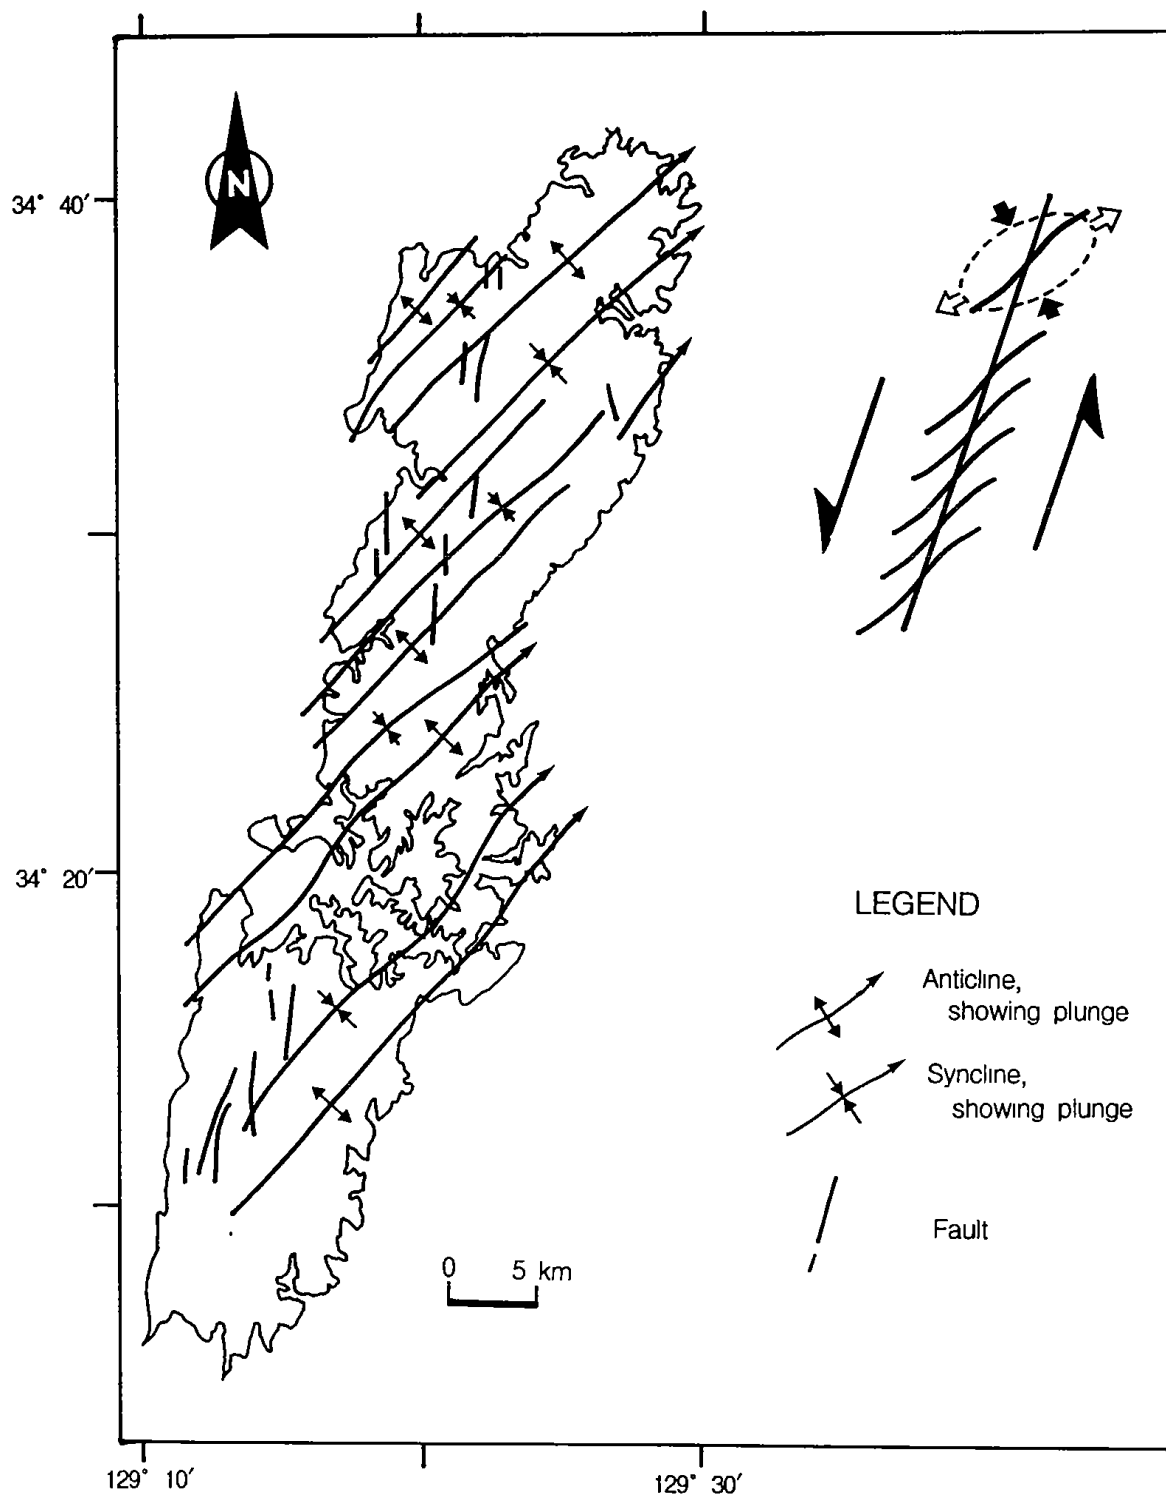 N
34° 40′
34° 20′
LEGEND
Anticline,
showing plunge
Syncline,
showing plunge
Fault
0 5 km
129° 10′ 129° 30′